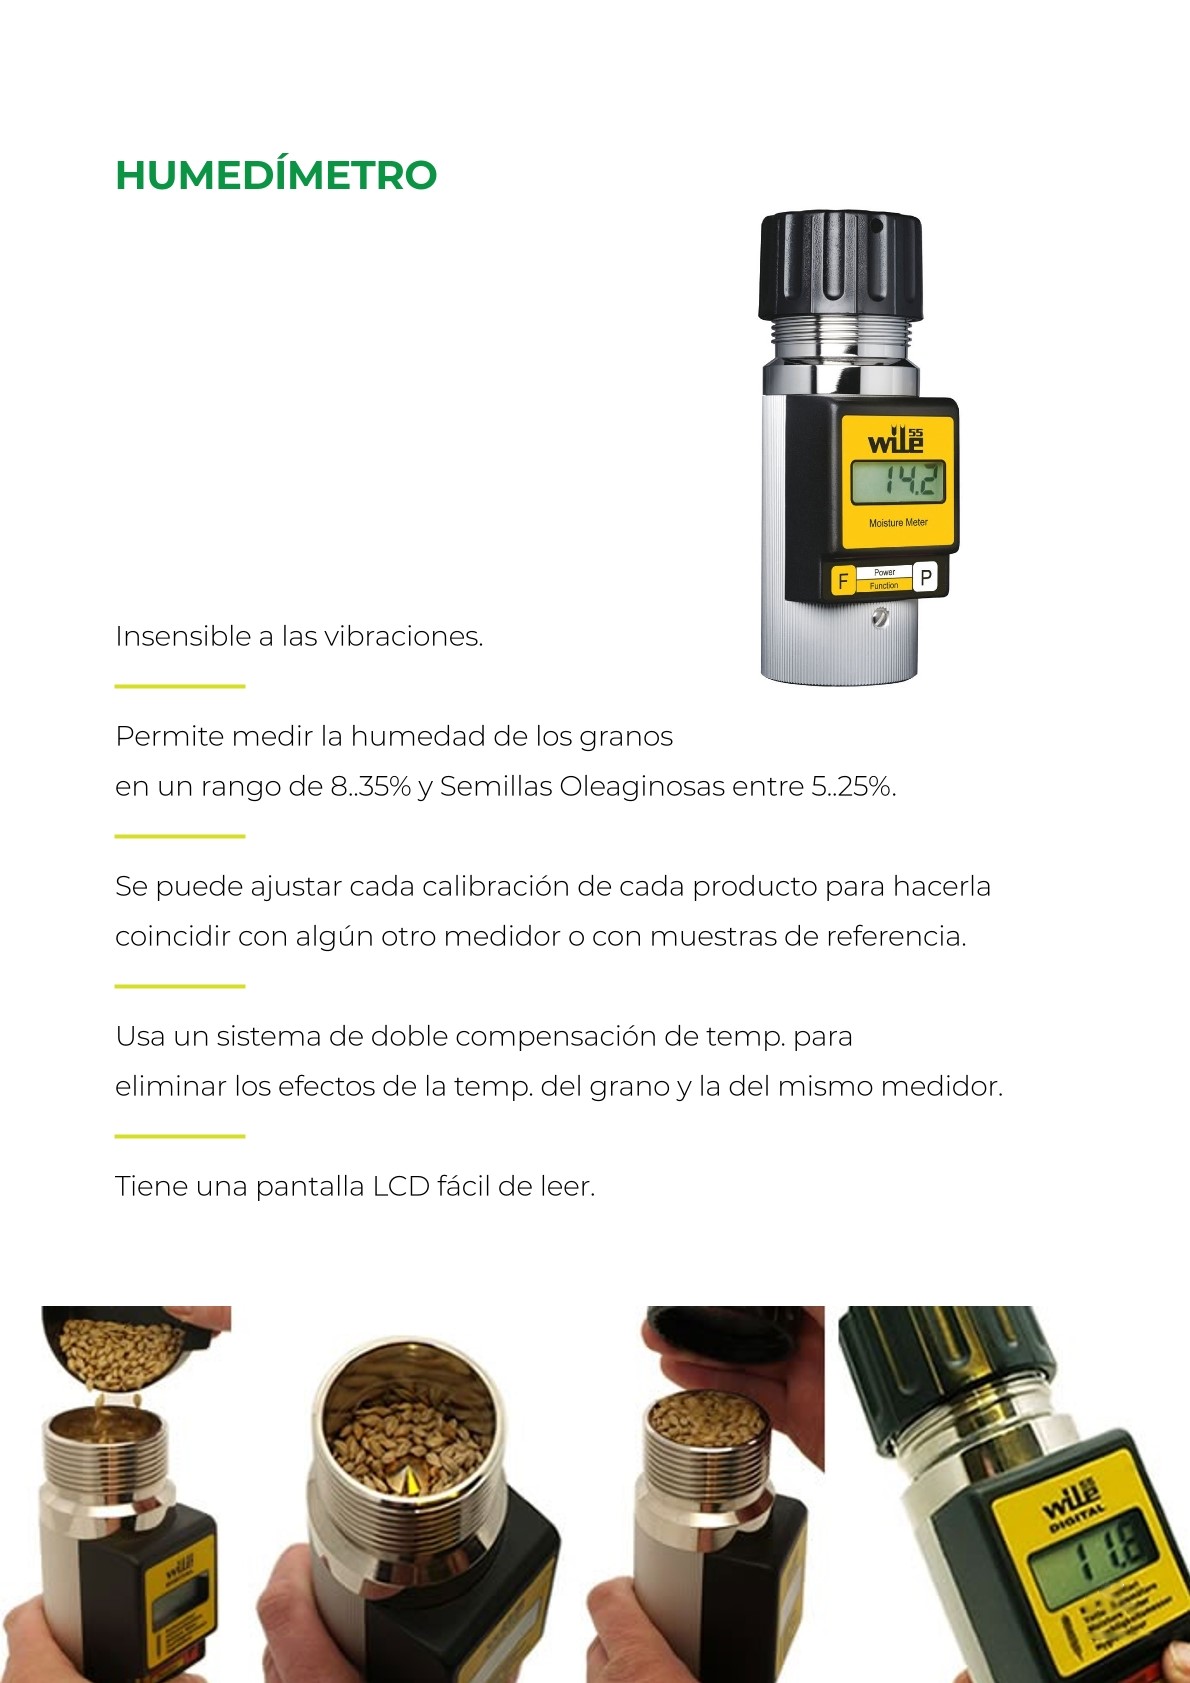 HUMEDÍMETRO
wile 55
14.2
Moisture Meter
F
Power
Function
P
Insensible a las vibraciones.
Permite medir la humedad de los granos
en un rango de 8..35% y Semillas Oleaginosas entre 5..25%.
Se puede ajustar cada calibración de cada producto para hacerla
coincidir con algún otro medidor o con muestras de referencia.
Usa un sistema de doble compensación de temp. para
eliminar los efectos de la temp. del grano y la del mismo medidor.
Tiene una pantalla LCD fácil de leer.
wile 55
DIGITAL
wile 55
DIGITAL